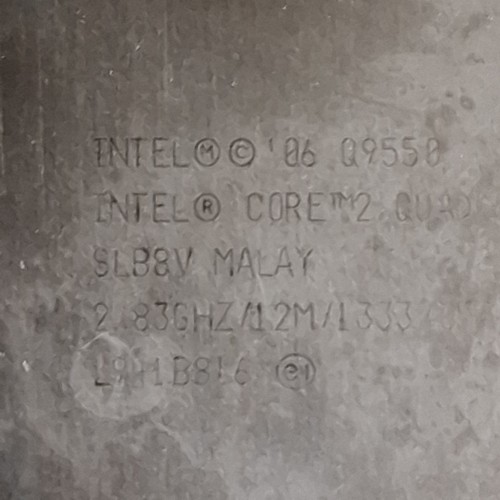 INTEL Ⓜ © '06 Q9550
INTEL® CORE™2 QUAD
SLB8V MALAY
2.83GHZ/12M/1333